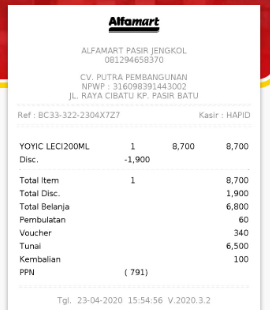 Alfamart
ALFAMART PASIR JENGKOL
081294658370
CV. PUTRA PEMBANGUNAN
NPWP : 316098391443002
JL. RAYA CIBATU KP. PASIR BATU
Ref : BC33-322-2304X7Z7 Kasir : HAFID
YOYIC LECI200ML 1 8,700 8,700
Disc. -1,900
Total Item 1 8,700
Total Disc. 1,900
Total Belanja 6,800
Pembulatan 60
Voucher 340
Tunai 6,500
Kembalian 100
PPN ( 791)
Tgl. 23-04-2020 15:54:56 V.2020.3.2